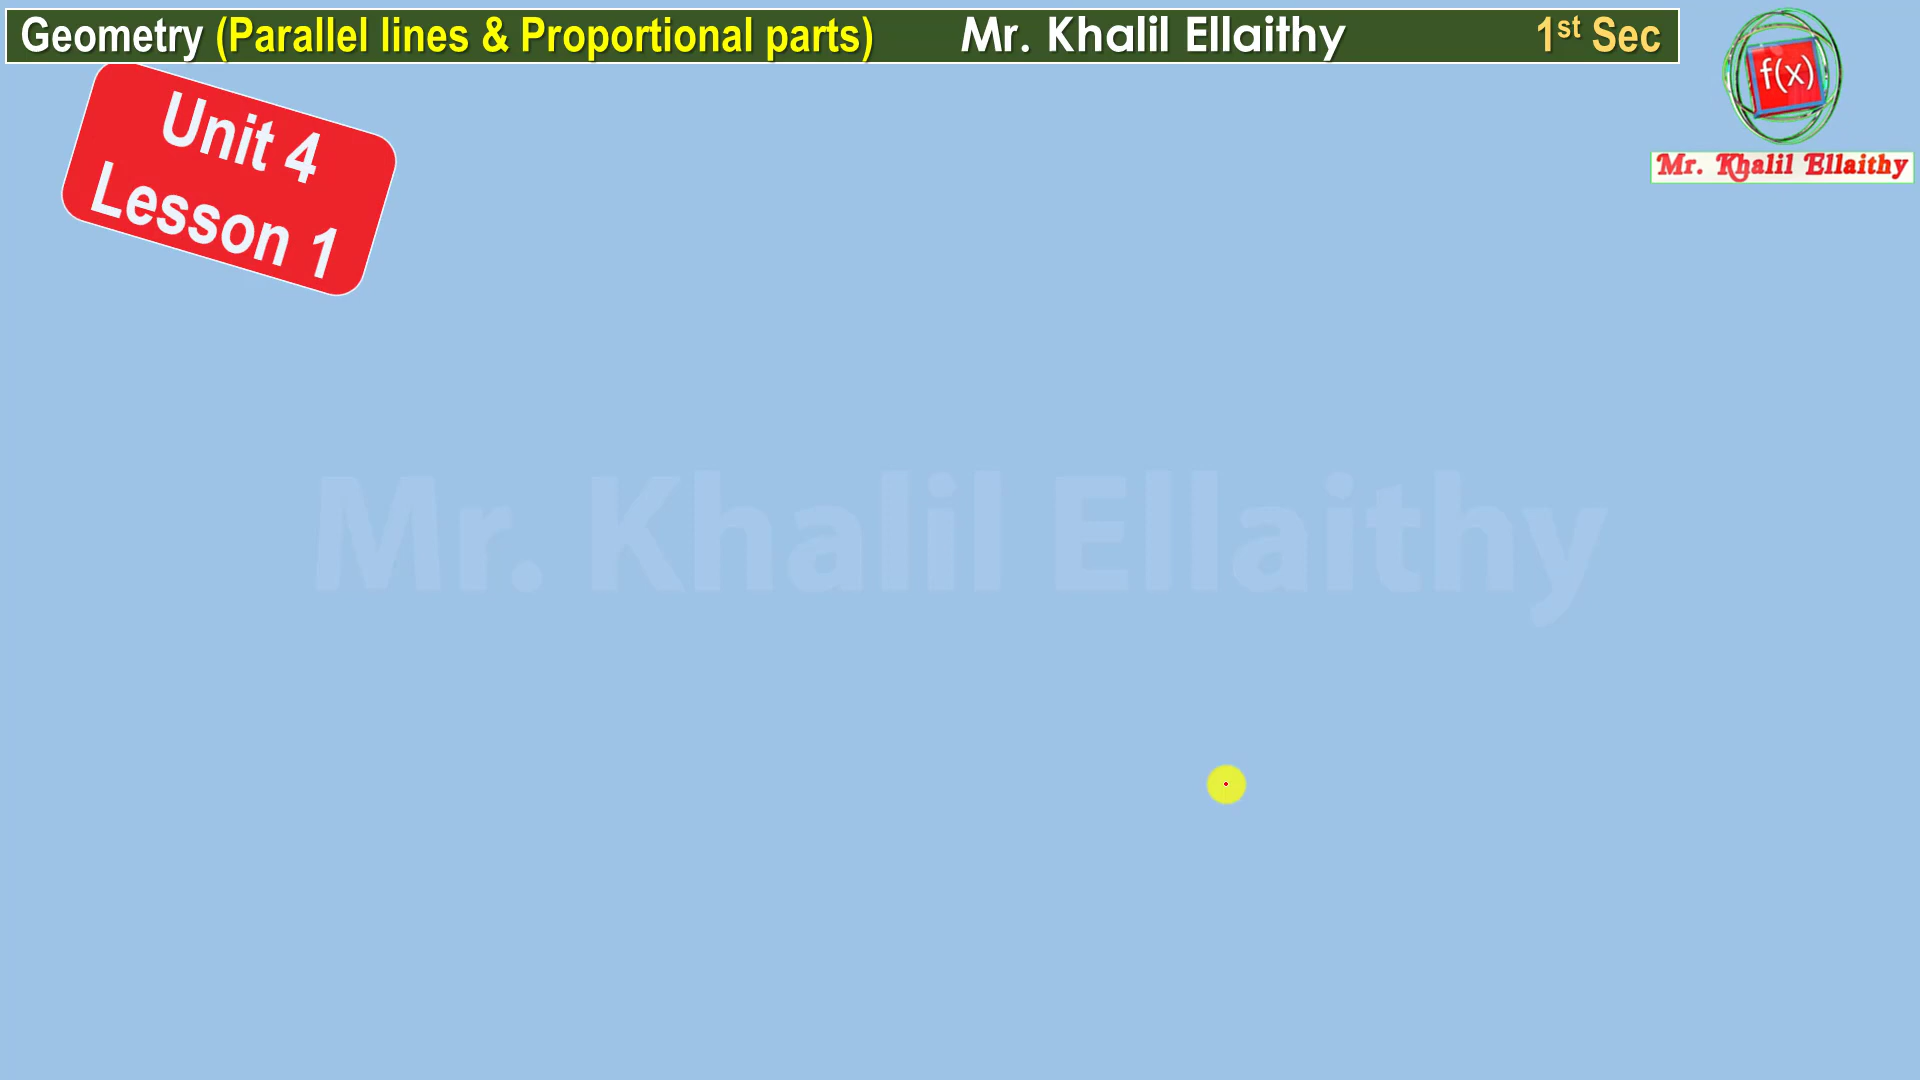 Geometry (Parallel lines & Proportional parts) Mr. Khalil Ellaithy 1st Sec
f(x)
Mr. Khalil Ellaithy
Unit 4
Lesson 1
Mr. Khalil Ellaithy